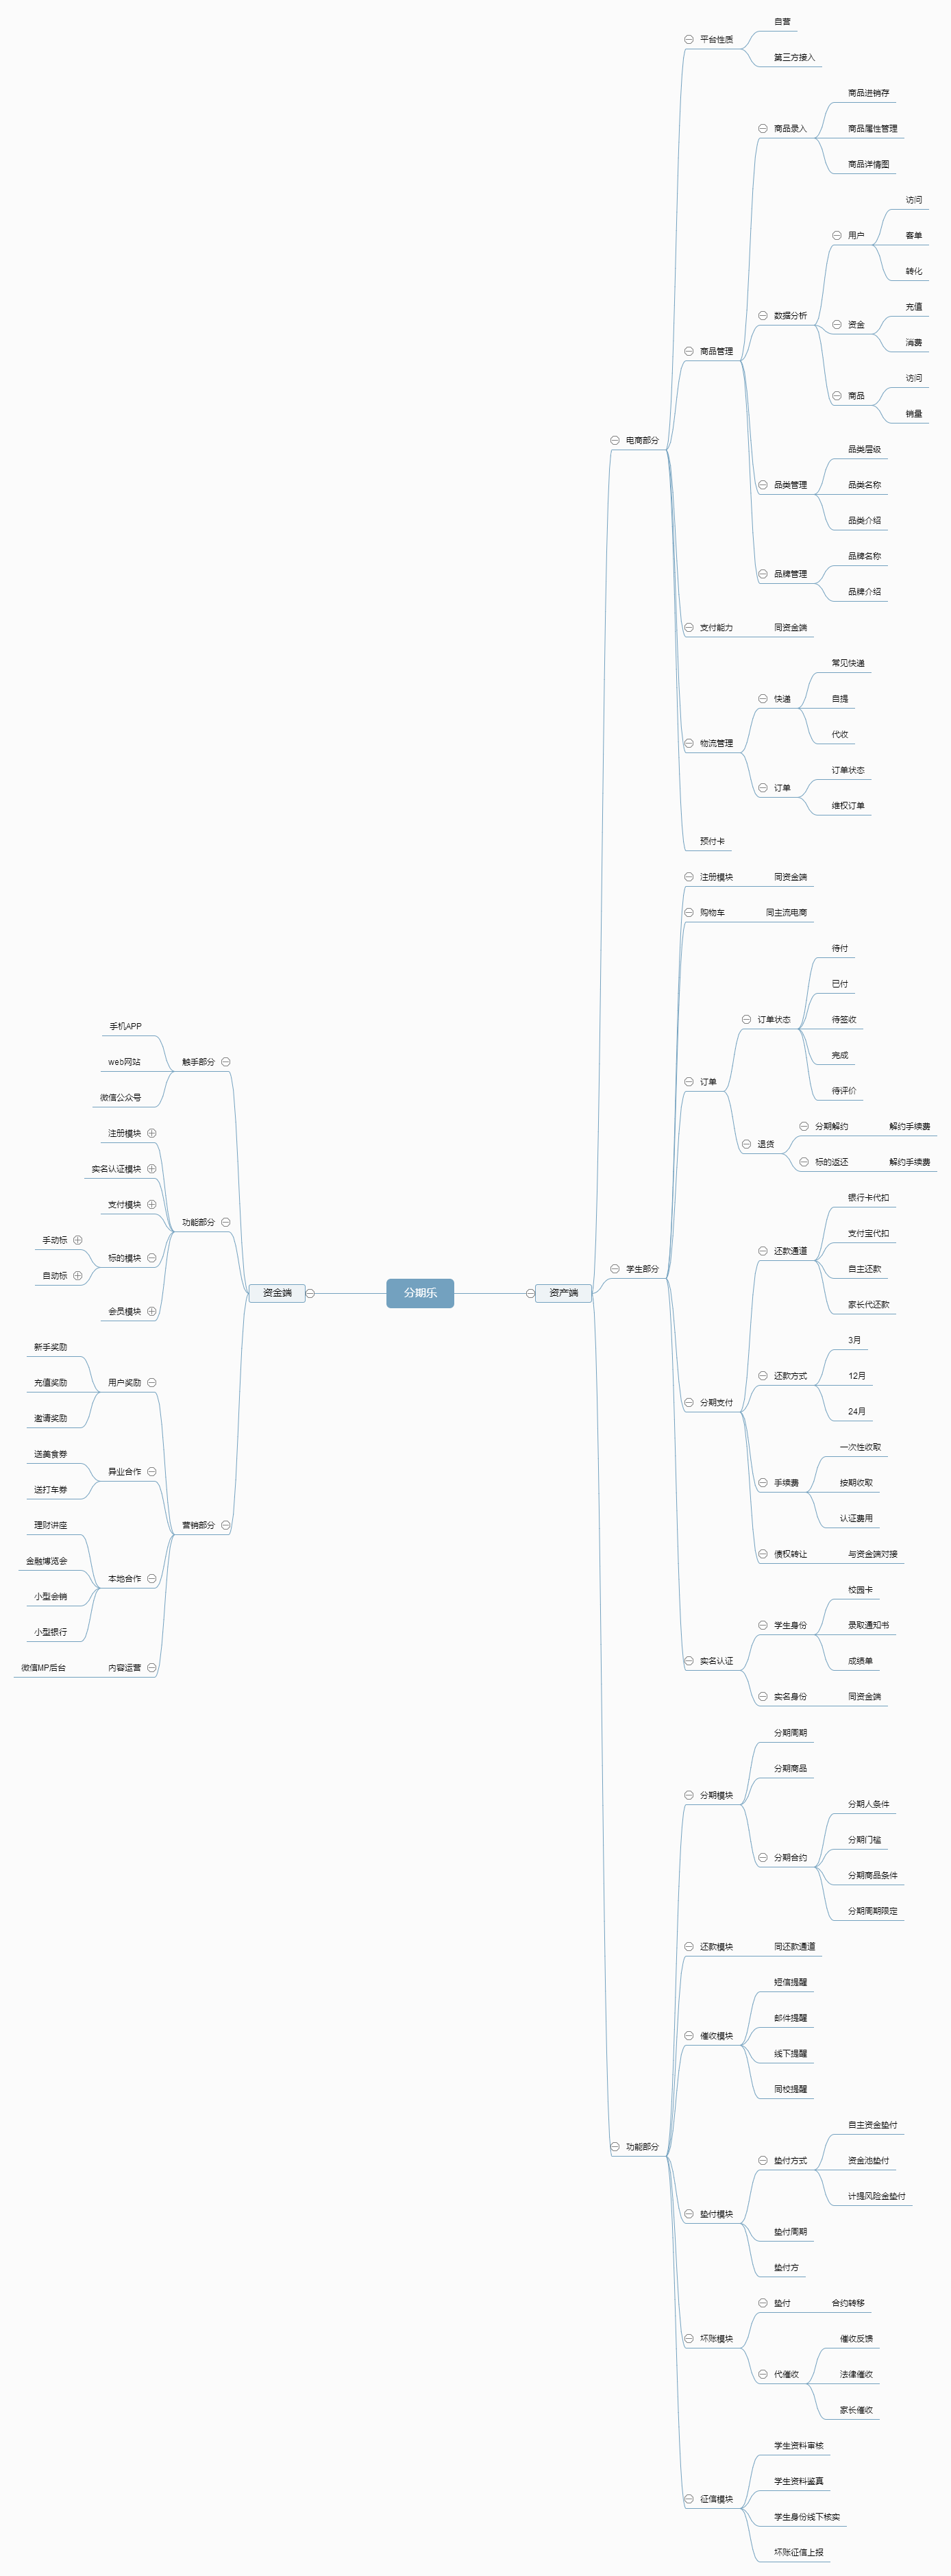 分期乐
资金端
触手部分
手机APP
web网站
微信公众号
功能部分
注册模块
实名认证模块
支付模块
标的模块
手动标
自动标
会员模块
营销部分
用户奖励
新手奖励
充值奖励
邀请奖励
异业合作
送美食券
送打车券
本地合作
理财讲座
金融博览会
小型会销
小型银行
内容运营
微信MP后台
资产端
电商部分
平台性质
自营
第三方接入
商品管理
商品录入
商品进销存
商品属性管理
商品详情图
数据分析
用户
访问
客单
转化
资金
充值
消费
商品
访问
销量
品类管理
品类层级
品类名称
品类介绍
品牌管理
品牌名称
品牌介绍
支付能力
同资金端
物流管理
快递
常见快递
自提
代收
订单
订单状态
维权订单
预付卡
学生部分
注册模块
同资金端
购物车
同主流电商
订单
订单状态
待付
已付
待签收
完成
待评价
退货
分期解约
解约手续费
标的返还
解约手续费
分期支付
还款通道
银行卡代扣
支付宝代扣
自主还款
家长代还款
还款方式
3月
12月
24月
手续费
一次性收取
按期收取
认证费用
债权转让
与资金端对接
实名认证
学生身份
校园卡
录取通知书
成绩单
实名身份
同资金端
功能部分
分期模块
分期周期
分期商品
分期合约
分期人条件
分期门槛
分期商品条件
分期周期限定
还款模块
同还款通道
催收模块
短信提醒
邮件提醒
线下提醒
同校提醒
垫付模块
垫付方式
自主资金垫付
资金池垫付
计提风险金垫付
垫付周期
垫付方
坏账模块
垫付
合约转移
代催收
催收反馈
法律催收
家长催收
征信模块
学生资料审核
学生资料鉴真
学生身份线下核实
坏账征信上报